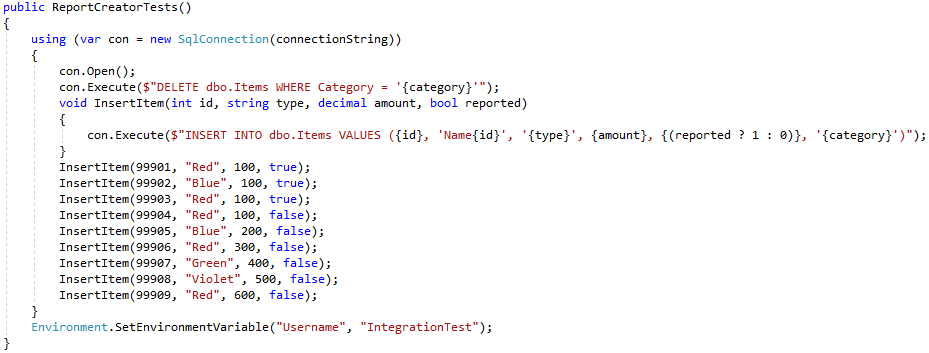 public ReportCreatorTests()
{
    using (var con = new SqlConnection(connectionString))
    {
        con.Open();
        con.Execute($"DELETE dbo.Items WHERE Category = '{category}'");
        void InsertItem(int id, string type, decimal amount, bool reported)
        {
            con.Execute($"INSERT INTO dbo.Items VALUES ({id}, 'Name{id}', '{type}', {amount}, {(reported ? 1 : 0)}, '{category}')");
        }
        InsertItem(99901, "Red", 100, true);
        InsertItem(99902, "Blue", 100, true);
        InsertItem(99903, "Red", 100, true);
        InsertItem(99904, "Red", 100, false);
        InsertItem(99905, "Blue", 200, false);
        InsertItem(99906, "Red", 300, false);
        InsertItem(99907, "Green", 400, false);
        InsertItem(99908, "Violet", 500, false);
        InsertItem(99909, "Red", 600, false);
    }
    Environment.SetEnvironmentVariable("Username", "IntegrationTest");
}